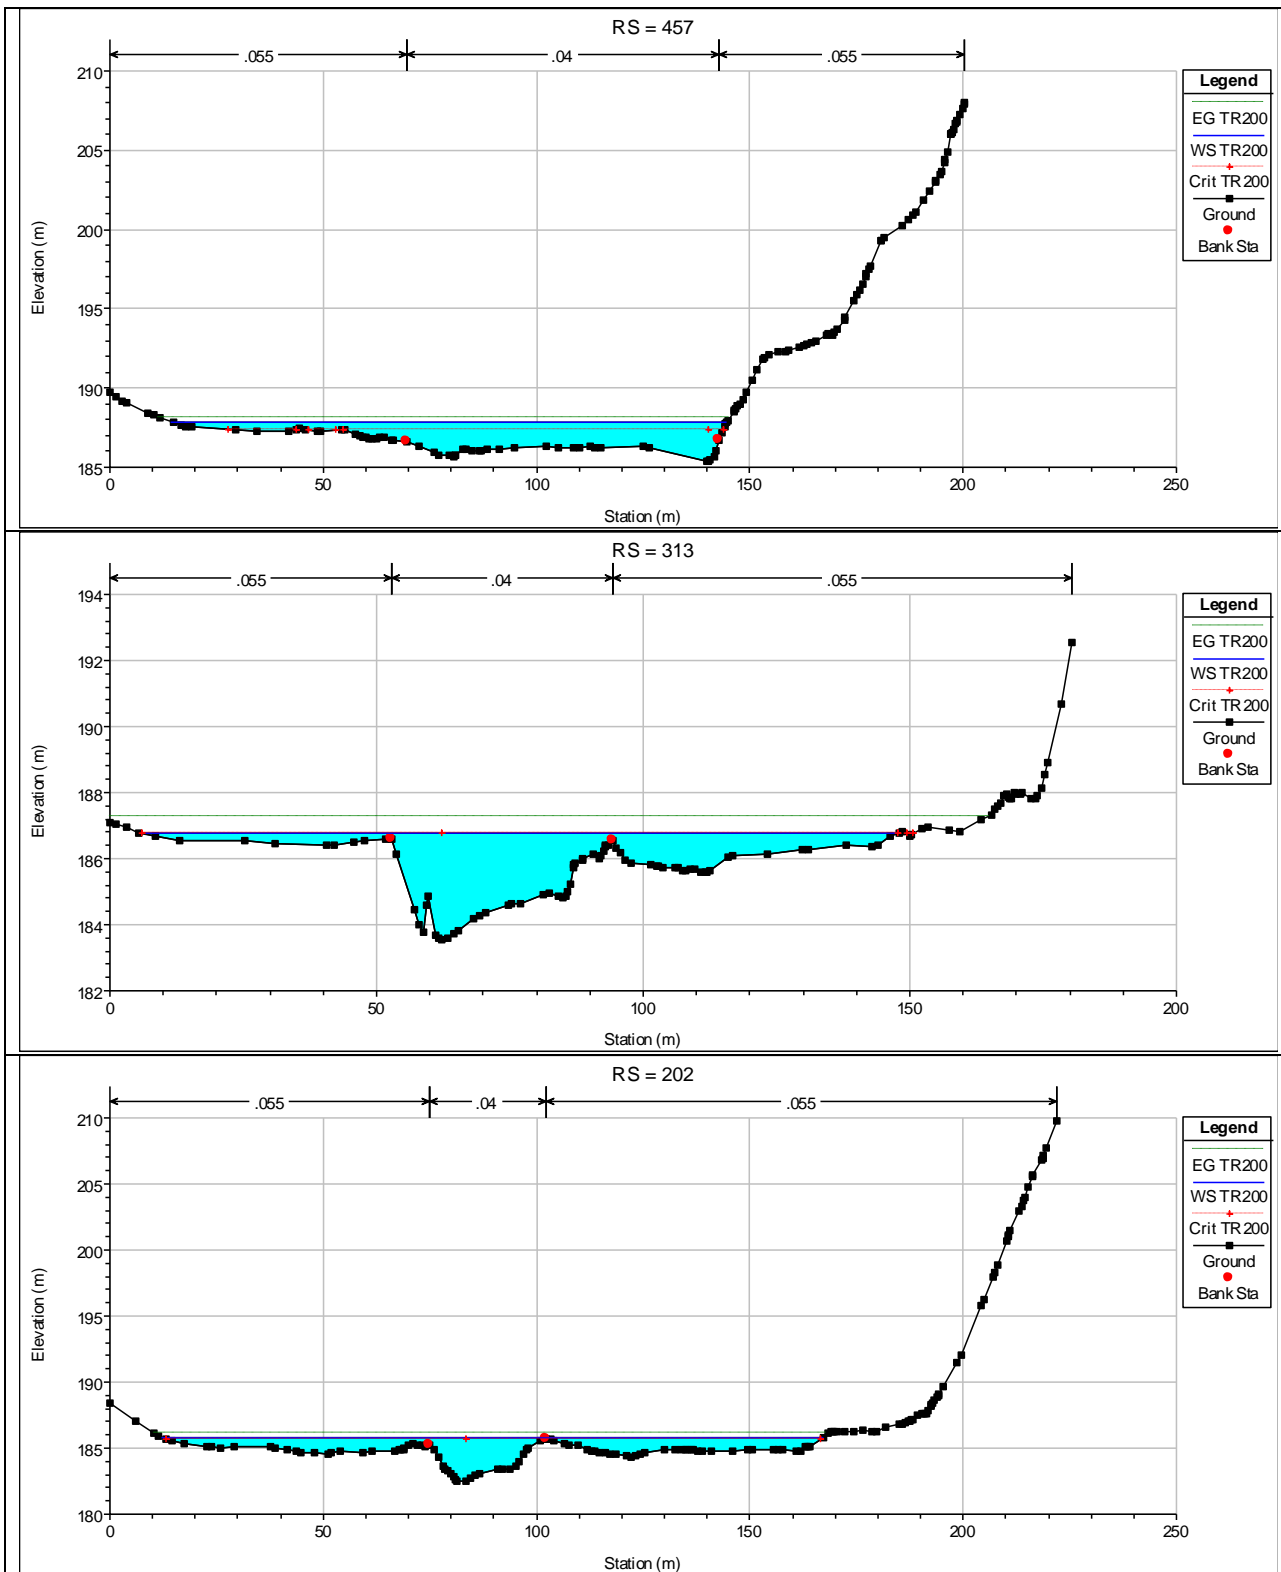 RS = 457
.055 .04 .055
210
205
200
195
190
185
0 50 100 150 200 250
Elevation (m)
Station (m)
Legend
EG TR200
WS TR200
Crit TR200
Ground
Bank Sta
RS = 313
.055 .04 .055
194
192
190
188
186
184
182
0 50 100 150 200
Elevation (m)
Station (m)
Legend
EG TR200
WS TR200
Crit TR200
Ground
Bank Sta
RS = 202
.055 .04 .055
210
205
200
195
190
185
180
0 50 100 150 200 250
Elevation (m)
Station (m)
Legend
EG TR200
WS TR200
Crit TR200
Ground
Bank Sta